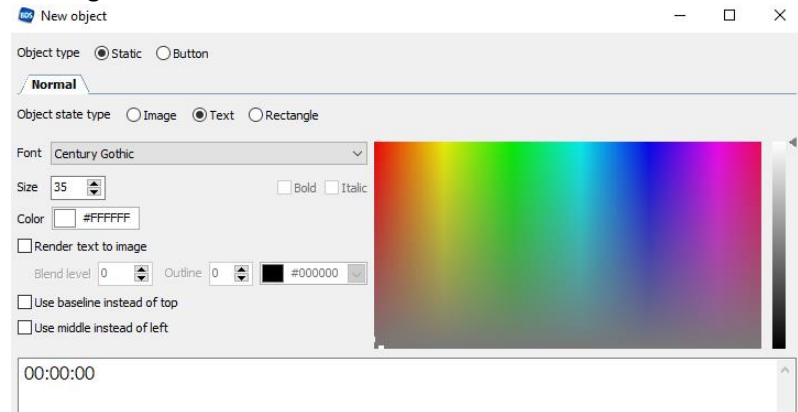 BDS New object
Object type Static Button
Normal
Object state type Image Text Rectangle
Font Century Gothic
Size 35 Bold Italic
Color #FFFFFF
Render text to image
Blend level 0 Outline 0 #000000
Use baseline instead of top
Use middle instead of left
00:00:00